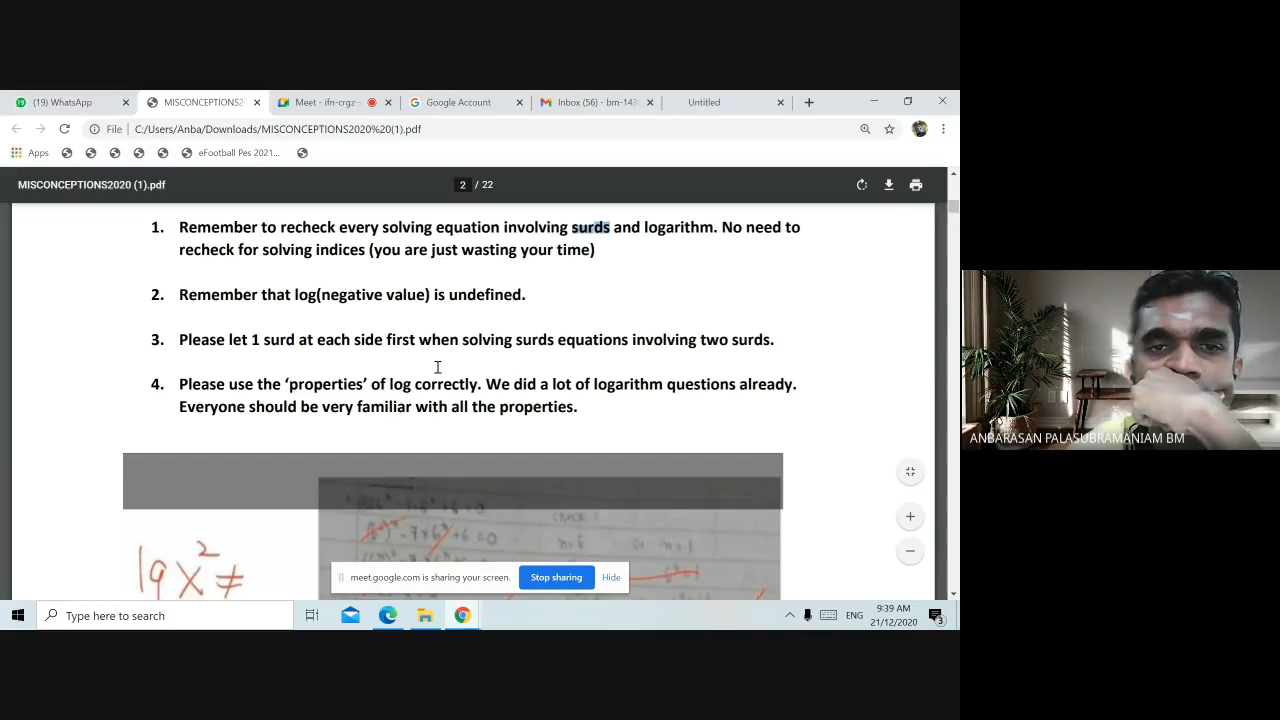 (19) WhatsApp
MISCONCEPTIONS2
Meet - ifn-crgz-
Google Account
Inbox (56) - bm-143
Untitled
File
C:/Users/Anba/Downloads/MISCONCEPTIONS2020%20(1).pdf
Apps
eFootball Pes 2021...
MISCONCEPTIONS2020 (1).pdf
2 / 22
1. Remember to recheck every solving equation involving surds and logarithm. No need to
recheck for solving indices (you are just wasting your time)
2. Remember that log(negative value) is undefined.
3. Please let 1 surd at each side first when solving surds equations involving two surds.
4. Please use the ‘properties’ of log correctly. We did a lot of logarithm questions already.
Everyone should be very familiar with all the properties.
lg x² ≠
meet.google.com is sharing your screen.
Stop sharing
Hide
ANBARASAN PALASUBRAMANIAM BM
Type here to search
ENG
9:39 AM
21/12/2020
3